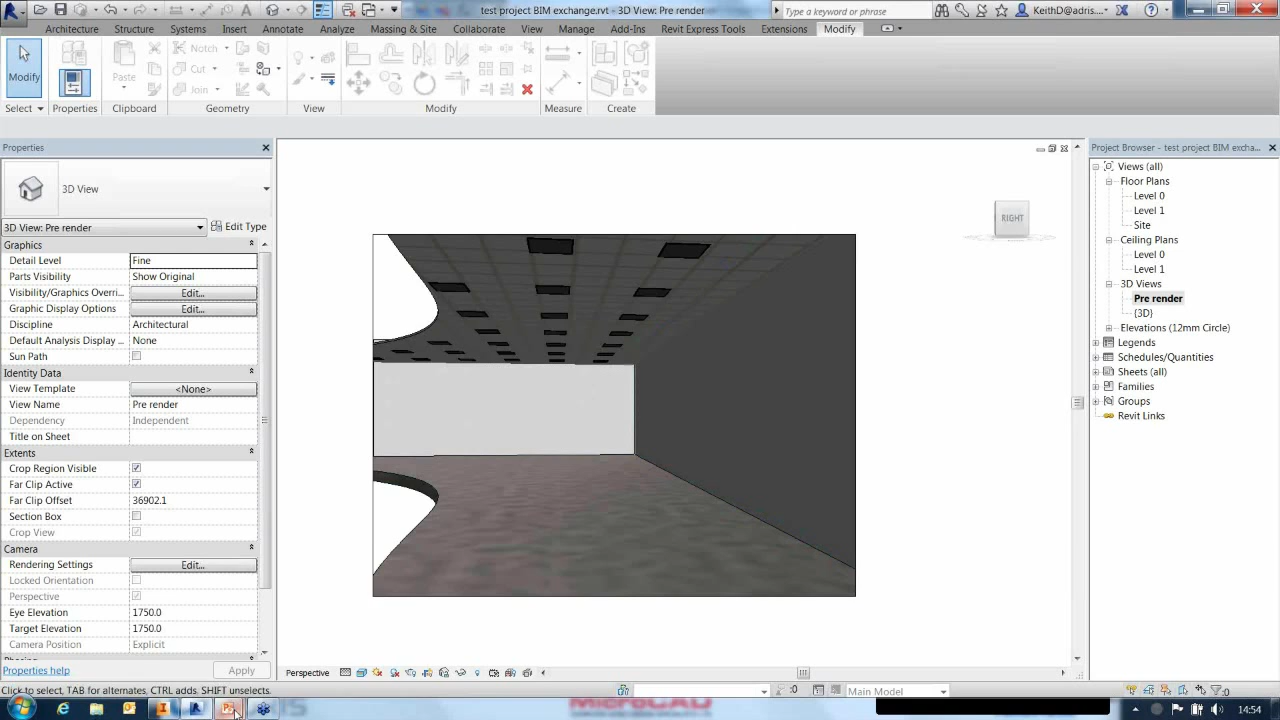 test project BIM exchange.rvt - 3D View: Pre render
Type a keyword or phrase
KeithD@adris....
Architecture Structure Systems Insert Annotate Analyze Massing & Site Collaborate View Manage Add-Ins Revit Express Tools Extensions Modify
Modify
Paste
Notch
Cut
Join
Select Properties Clipboard Geometry View Modify Measure Create
Properties
3D View
3D View: Pre render
Edit Type
Graphics
Detail Level Fine
Parts Visibility Show Original
Visibility/Graphics Overri... Edit...
Graphic Display Options Edit...
Discipline Architectural
Default Analysis Display ... None
Sun Path
Identity Data
View Template <None>
View Name Pre render
Dependency Independent
Title on Sheet
Extents
Crop Region Visible
Far Clip Active
Far Clip Offset 36902.1
Section Box
Crop View
Camera
Rendering Settings Edit...
Locked Orientation
Perspective
Eye Elevation 1750.0
Target Elevation 1750.0
Camera Position Explicit
Properties help
Apply
RIGHT
Project Browser - test project BIM excha...
Views (all)
Floor Plans
Level 0
Level 1
Site
Ceiling Plans
Level 0
Level 1
3D Views
Pre render
{3D}
Elevations (12mm Circle)
Legends
Schedules/Quantities
Sheets (all)
Families
Groups
Revit Links
Perspective
Click to select, TAB for alternates, CTRL adds, SHIFT unselects.
:0
Main Model
:0
14:54